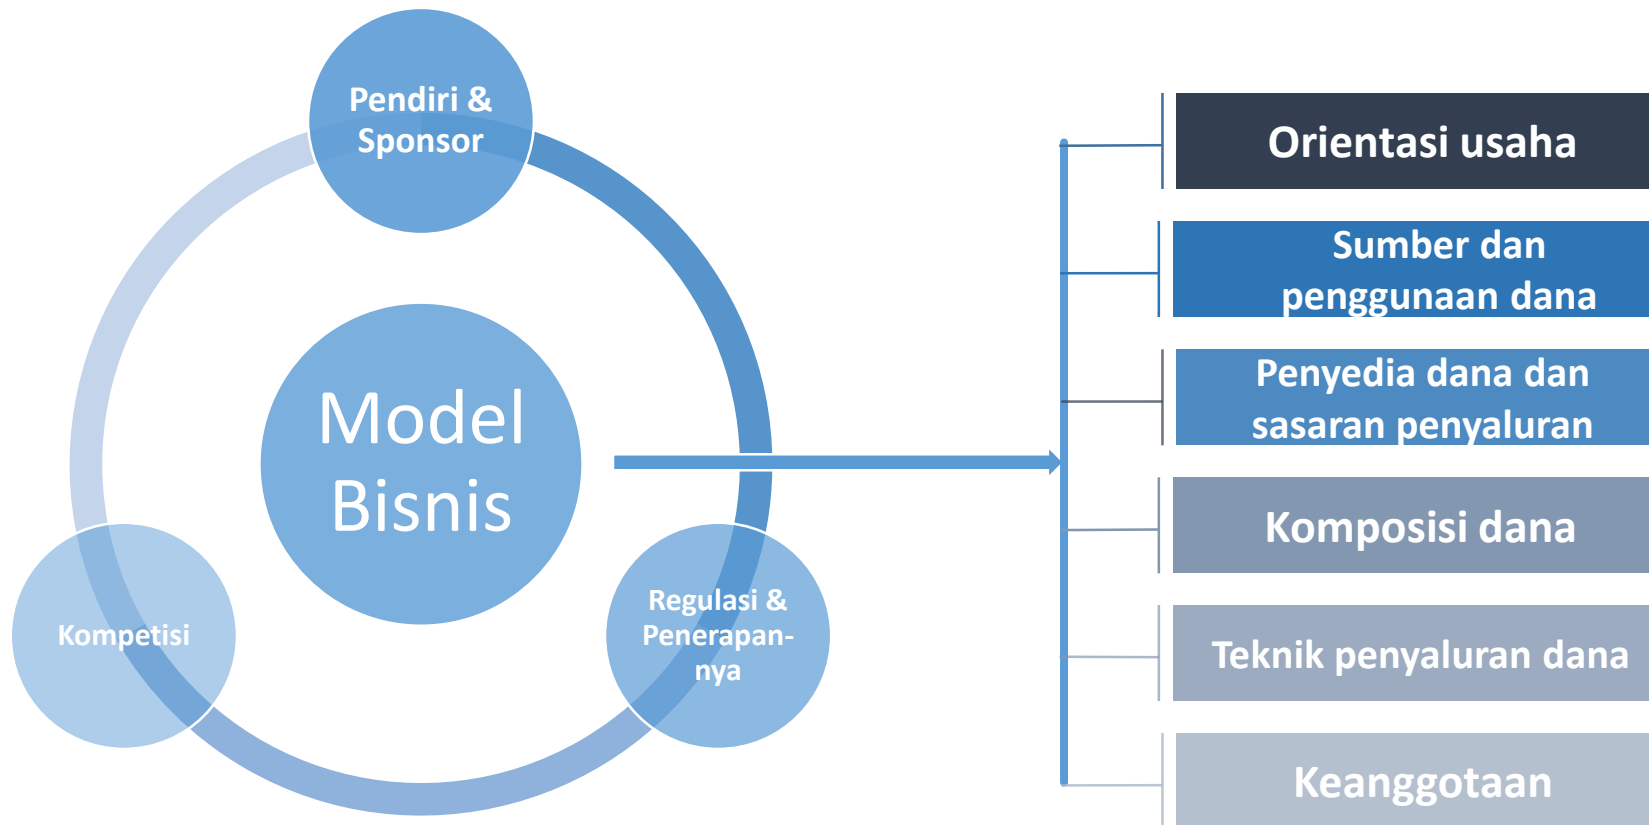 Pendiri &
Sponsor
Model
Bisnis
Kompetisi
Regulasi &
Penerapan-
nya
Orientasi usaha
Sumber dan
penggunaan dana
Penyedia dana dan
sasaran penyaluran
Komposisi dana
Teknik penyaluran dana
Keanggotaan